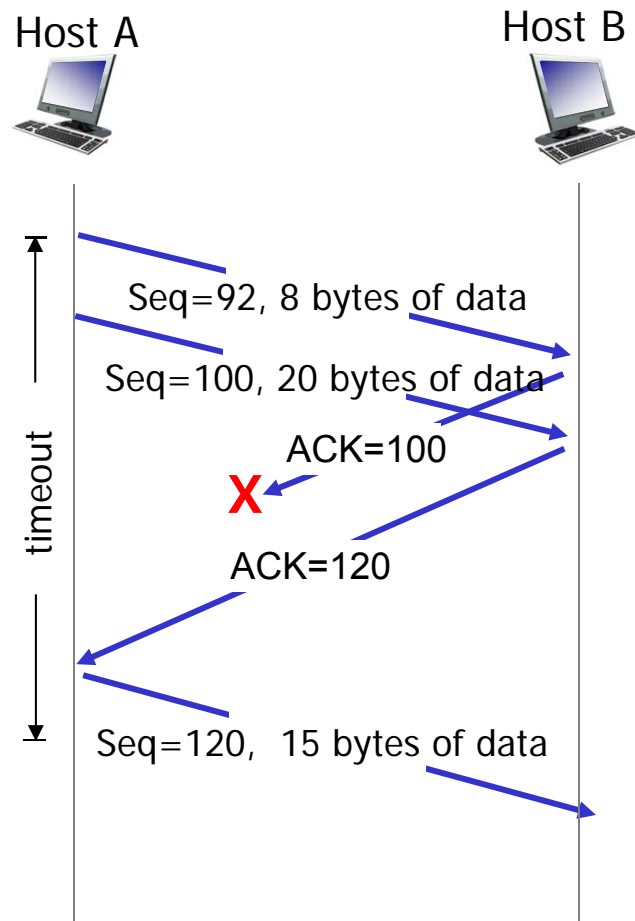 Host A
Host B
Seq=92, 8 bytes of data
Seq=100, 20 bytes of data
ACK=100
X
timeout
ACK=120
Seq=120, 15 bytes of data